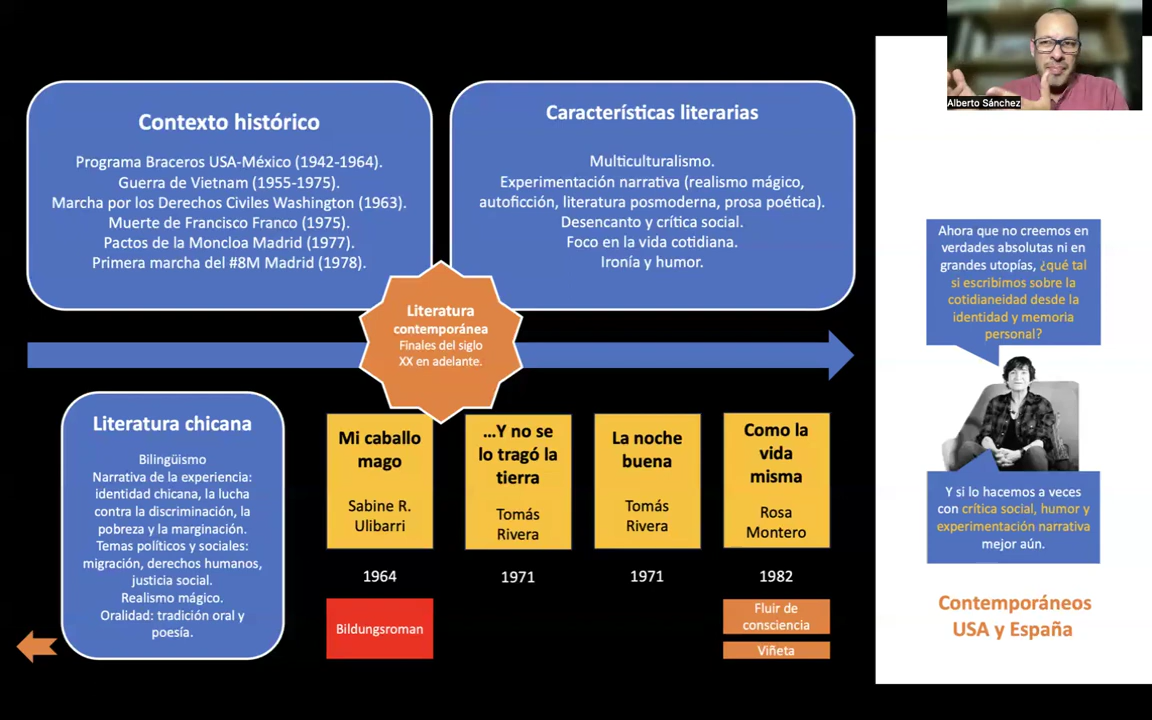 Alberto Sánchez
Contexto histórico
Programa Braceros USA-México (1942-1964).
Guerra de Vietnam (1955-1975).
Marcha por los Derechos Civiles Washington (1963).
Muerte de Francisco Franco (1975).
Pactos de la Moncloa Madrid (1977).
Primera marcha del #8M Madrid (1978).
Características literarias
Multiculturalismo.
Experimentación narrativa (realismo mágico,
autoficción, literatura posmoderna, prosa poética).
Desencanto y crítica social.
Foco en la vida cotidiana.
Ironía y humor.
Literatura
contemporánea
Finales del siglo
XX en adelante.
Literatura chicana
Bilingüismo
Narrativa de la experiencia:
identidad chicana, la lucha
contra la discriminación, la
pobreza y la marginación.
Temas políticos y sociales:
migración, derechos humanos,
justicia social.
Realismo mágico.
Oralidad: tradición oral y
poesía.
Mi caballo
mago
Sabine R.
Ulibarri
1964
Bildungsroman
…Y no se
lo tragó la
tierra
Tomás
Rivera
1971
La noche
buena
Tomás
Rivera
1971
Como la
vida
misma
Rosa
Montero
1982
Fluir de
consciencia
Viñeta
Ahora que no creemos en
verdades absolutas ni en
grandes utopías, ¿qué tal
si escribimos sobre la
cotidianeidad desde la
identidad y memoria
personal?
Y si lo hacemos a veces
con crítica social, humor y
experimentación narrativa
mejor aún.
Contemporáneos
USA y España